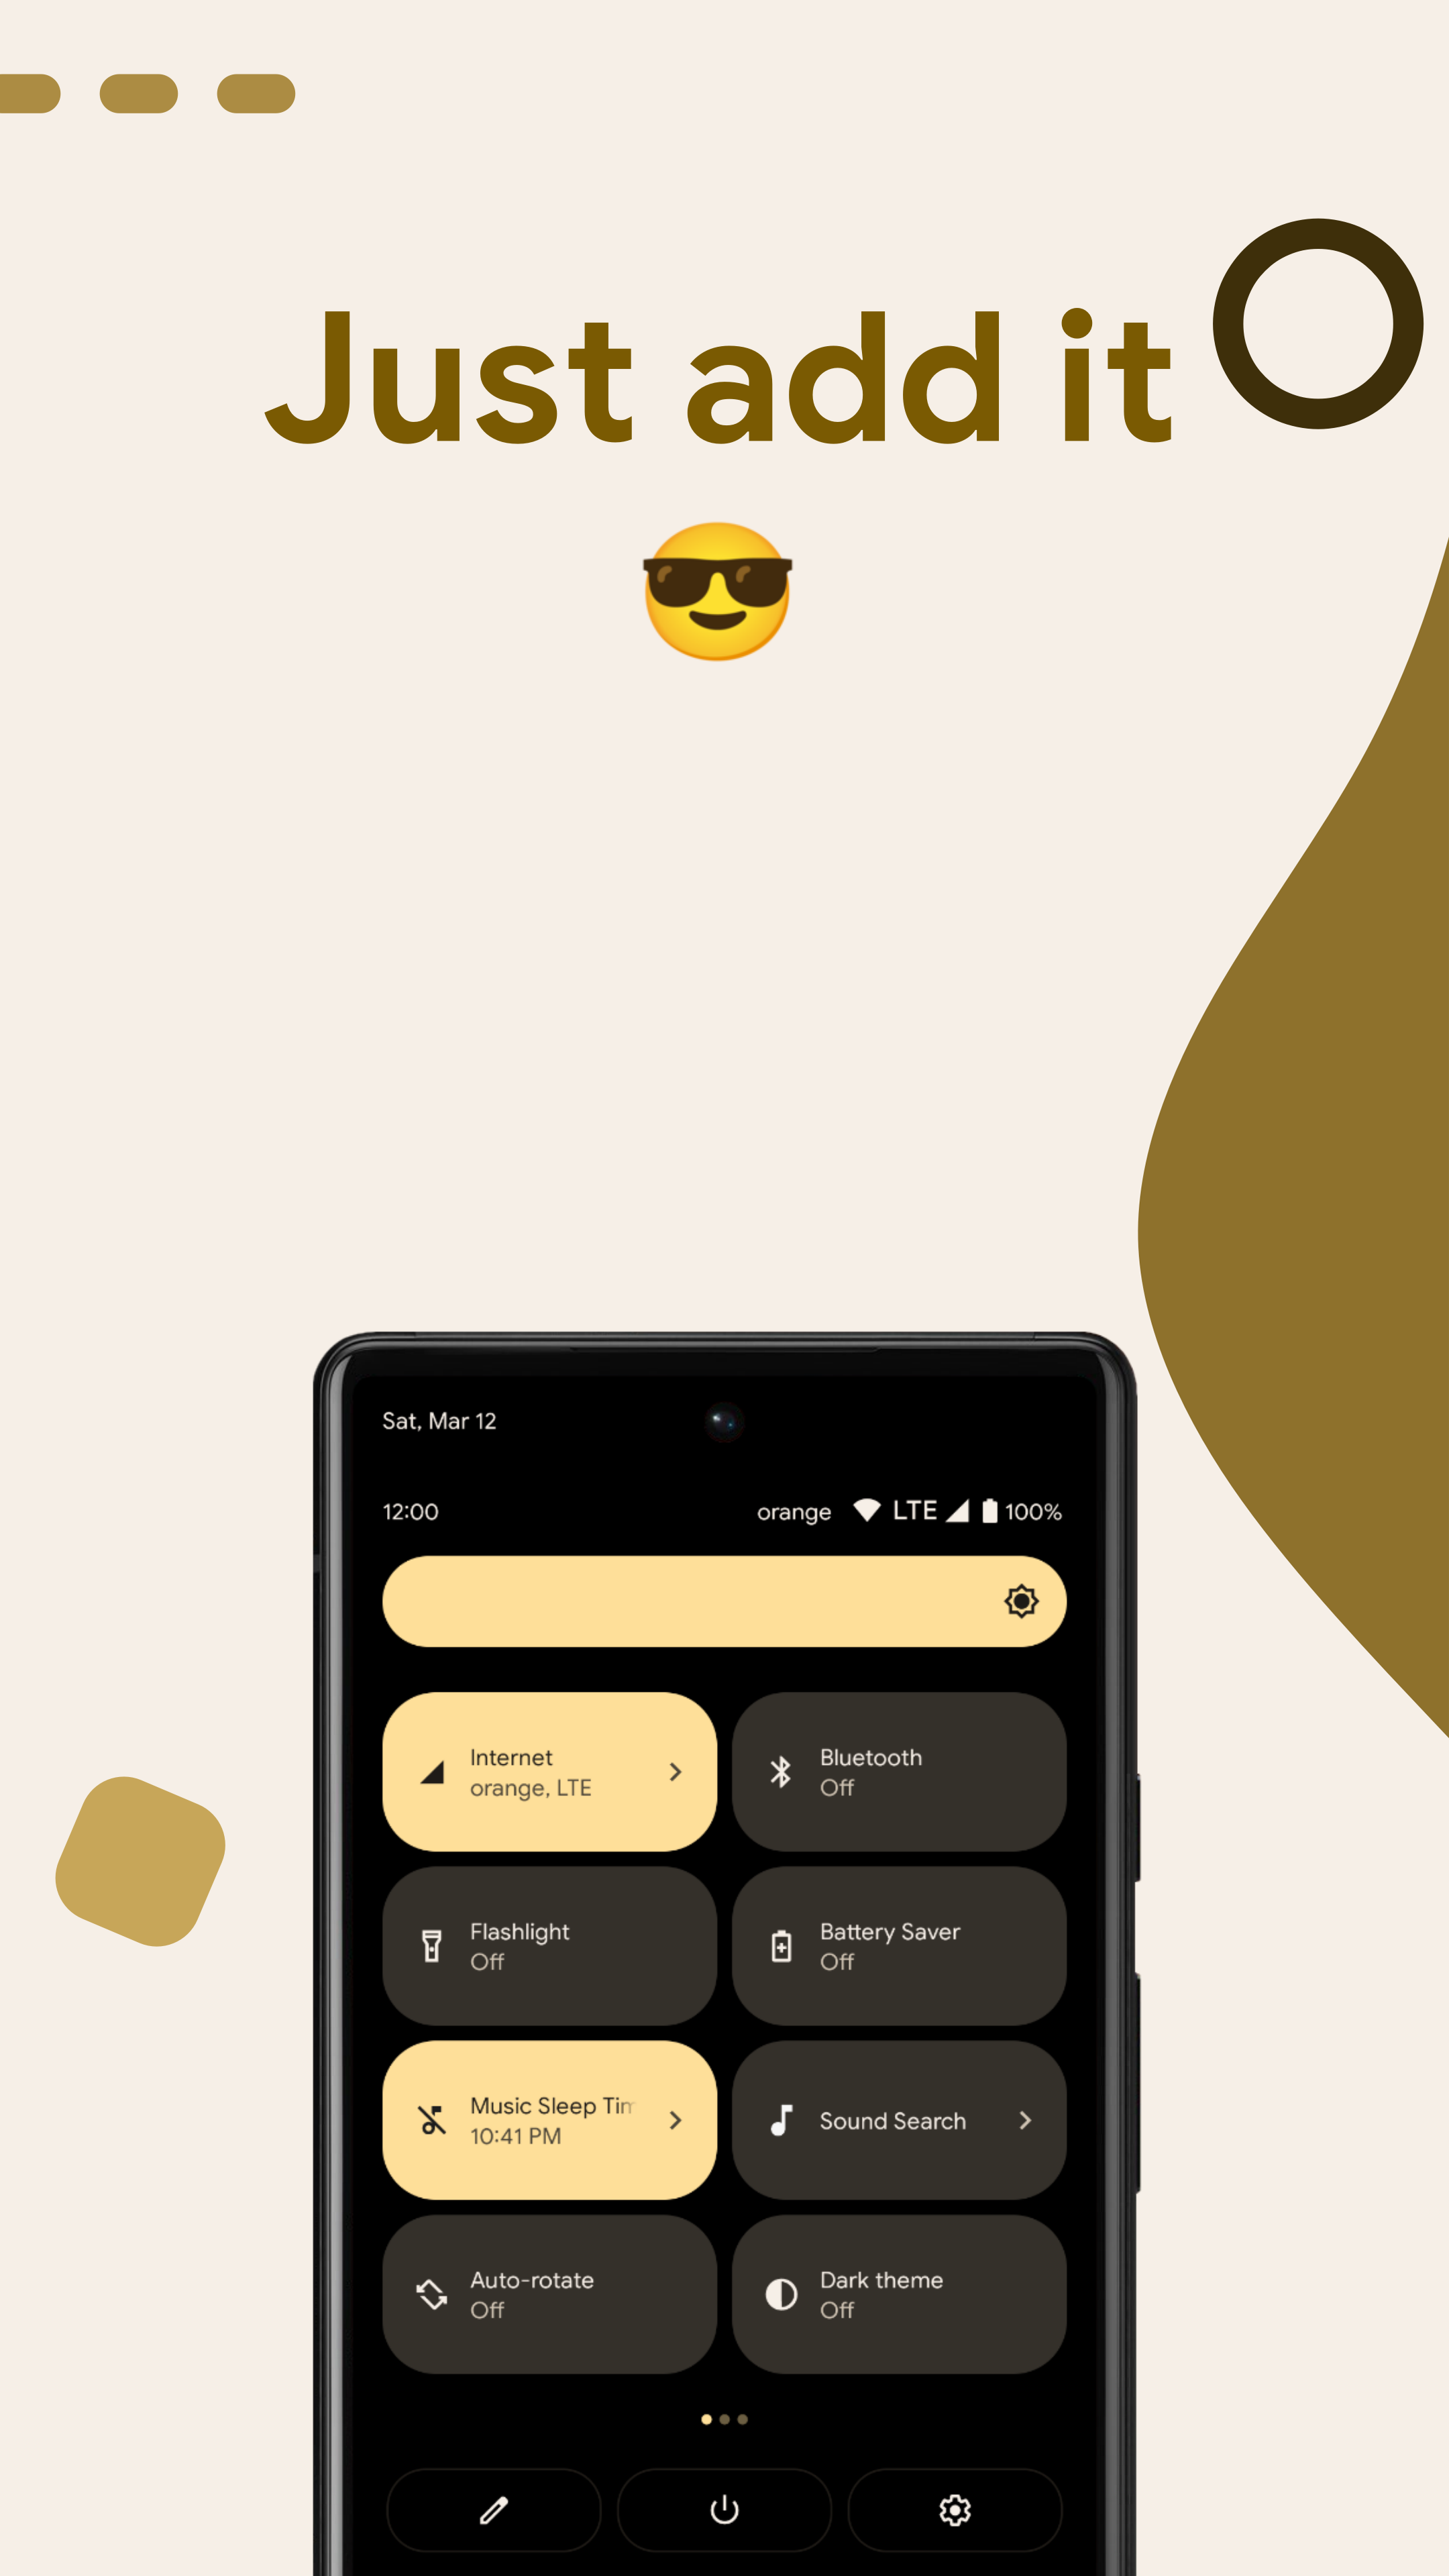 Just add it
Sat, Mar 12
12:00
orange LTE 100%
Internet
orange, LTE
Bluetooth
Off
Flashlight
Off
Battery Saver
Off
Music Sleep Tim
10:41 PM
Sound Search
Auto-rotate
Off
Dark theme
Off